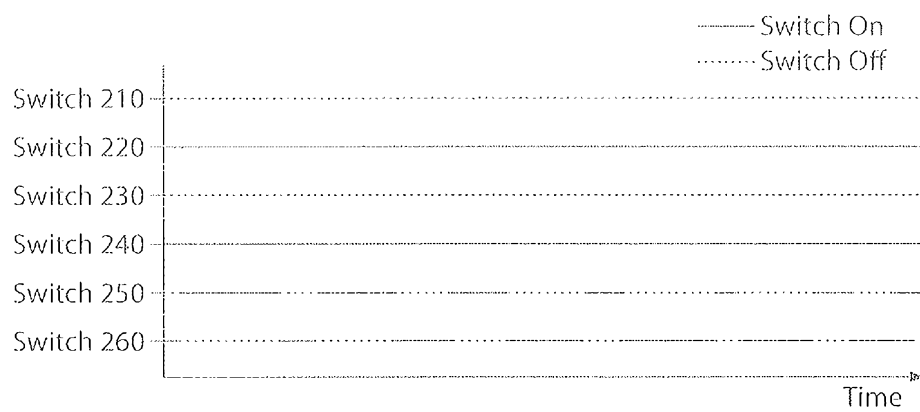 Switch On
Switch Off
Switch 210
Switch 220
Switch 230
Switch 240
Switch 250
Switch 260
Time